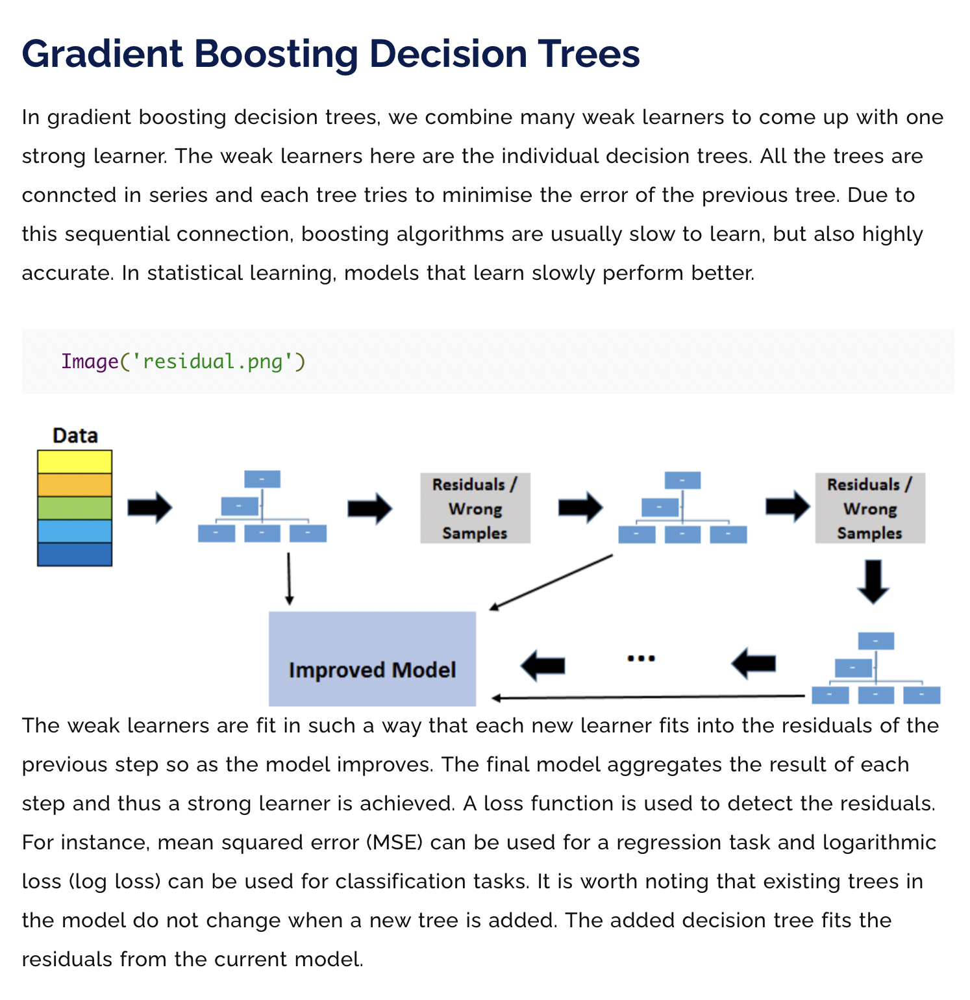 Gradient Boosting Decision Trees
In gradient boosting decision trees, we combine many weak learners to come up with one
strong learner. The weak learners here are the individual decision trees. All the trees are
conncted in series and each tree tries to minimise the error of the previous tree. Due to
this sequential connection, boosting algorithms are usually slow to learn, but also highly
accurate. In statistical learning, models that learn slowly perform better.
Image('residual.png')
Data
Residuals /
Wrong
Samples
Residuals /
Wrong
Samples
Improved Model
...
The weak learners are fit in such a way that each new learner fits into the residuals of the
previous step so as the model improves. The final model aggregates the result of each
step and thus a strong learner is achieved. A loss function is used to detect the residuals.
For instance, mean squared error (MSE) can be used for a regression task and logarithmic
loss (log loss) can be used for classification tasks. It is worth noting that existing trees in
the model do not change when a new tree is added. The added decision tree fits the
residuals from the current model.